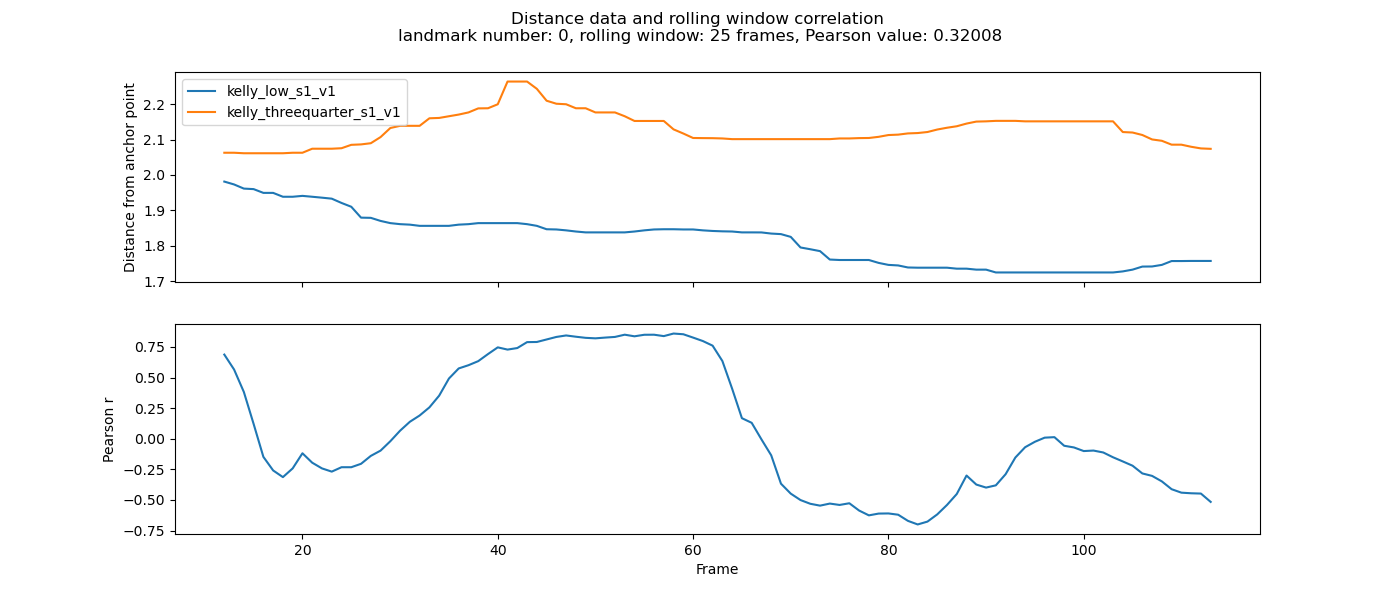 Distance data and rolling window correlation
landmark number: 0, rolling window: 25 frames, Pearson value: 0.32008
kelly_low_s1_v1
kelly_threequarter_s1_v1
Distance from anchor point
2.2
2.1
2.0
1.9
1.8
1.7
Pearson r
0.75
0.50
0.25
0.00
−0.25
−0.50
−0.75
20 40 60 80 100
Frame